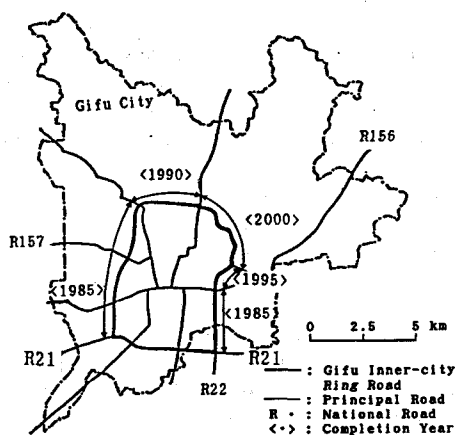 Gifu City
R156
<1990>
<2000>
R157
<1995>
<1985>
<1985>
0 2.5 5 km
R21
R21
R22
: Gifu Inner-city
Ring Road
: Principal Road
R · : National Road
<·> : Completion Year